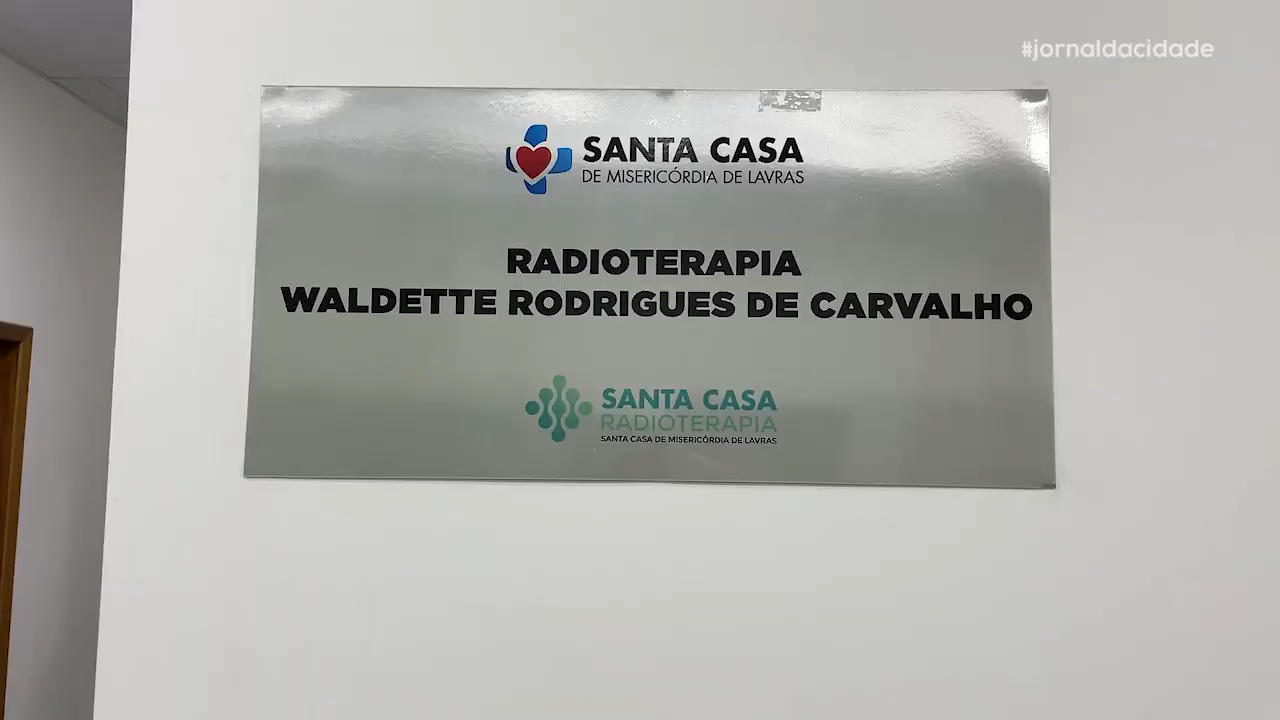 #jornaldacidade
SANTA CASA
DE MISERICÓRDIA DE LAVRAS
RADIOTERAPIA
WALDETTE RODRIGUES DE CARVALHO
SANTA CASA
RADIOTERAPIA
SANTA CASA DE MISERICÓRDIA DE LAVRAS